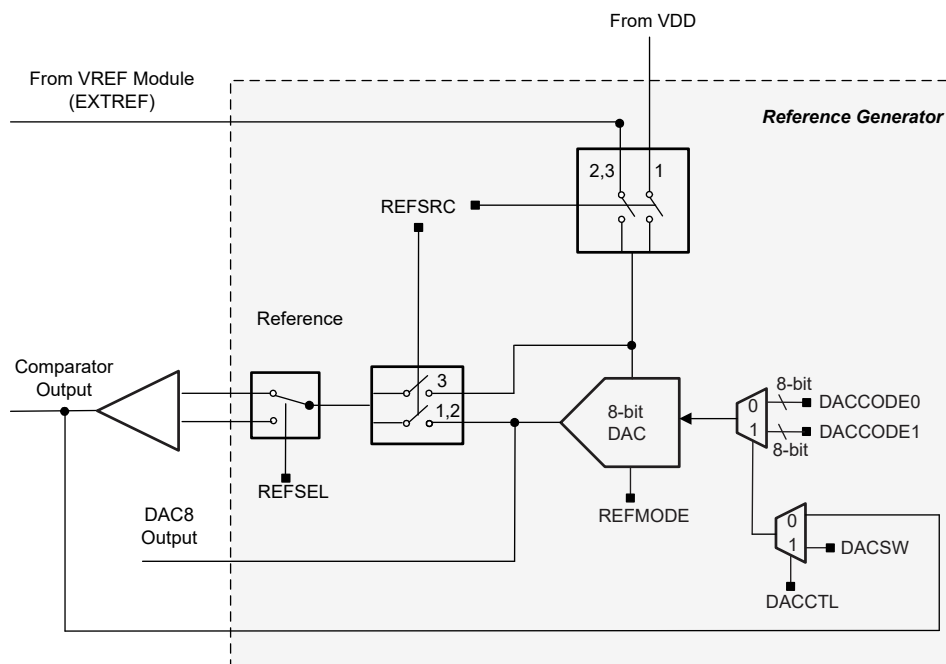 From VDD
From VREF Module
(EXTREF)
Reference Generator
2,3
1
REFSRC
Reference
Comparator
Output
3
1,2
8-bit
DAC
0
1
8-bit
DACCODE0
DACCODE1
8-bit
REFSEL
REFMODE
DAC8
Output
0
1
DACSW
DACCTL